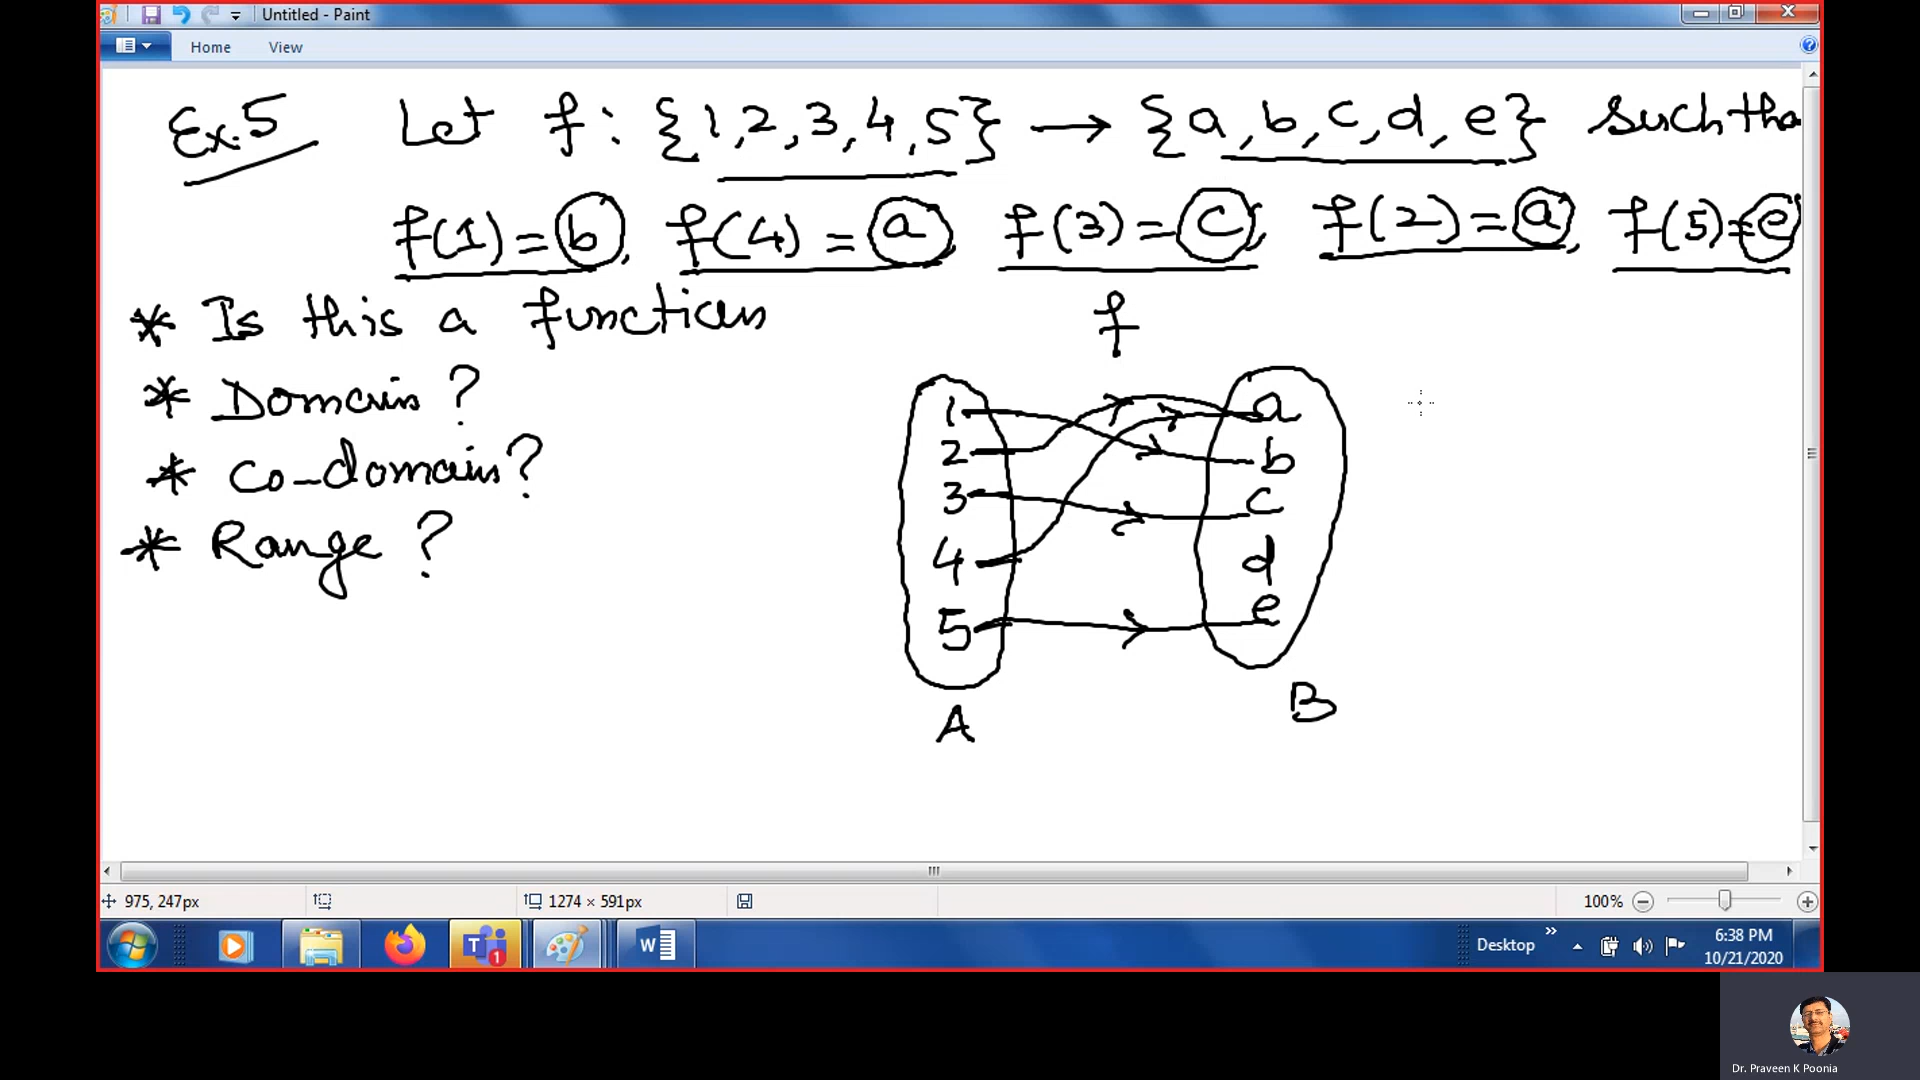 Untitled - Paint
Home View
Ex.5 Let f: {1,2,3,4,5} → {a,b,c,d,e} such tha
f(1)=b, f(4)=a, f(3)=c, f(2)=a, f(5)=e
* Is this a function
* Domain?
* Co-domain?
* Range?
f
1 a
2 b
3 c
4 d
5 e
A B
975, 247px 1274 × 591px 100%
Desktop » 6:38 PM
10/21/2020
T 1 W
Dr. Praveen K Poonia